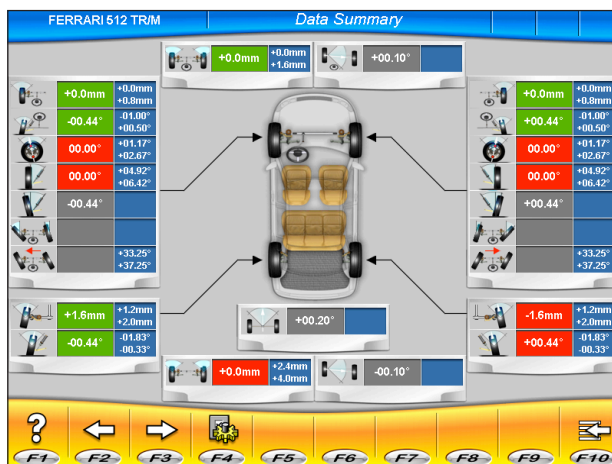 FERRARI 512 TR/M
Data Summary
+0.0mm
+0.0mm
+1.6mm
+00.10°
+0.0mm
+0.0mm
+0.8mm
-00.44°
-01.00°
+00.50°
00.00°
+01.17°
+02.67°
00.00°
+04.92°
+06.42°
-00.44°
+33.25°
+37.25°
+0.0mm
+0.0mm
+0.8mm
+00.44°
-01.00°
+00.50°
00.00°
+01.17°
+02.67°
00.00°
+04.92°
+06.42°
+00.44°
+33.25°
+37.25°
+1.6mm
+1.2mm
+2.0mm
-00.44°
-01.83°
-00.33°
+00.20°
-1.6mm
+1.2mm
+2.0mm
+00.44°
-01.83°
-00.33°
+0.0mm
+2.4mm
+4.0mm
-00.10°
?
F1 F2 F3 F4 F5 F6 F7 F8 F9 F10